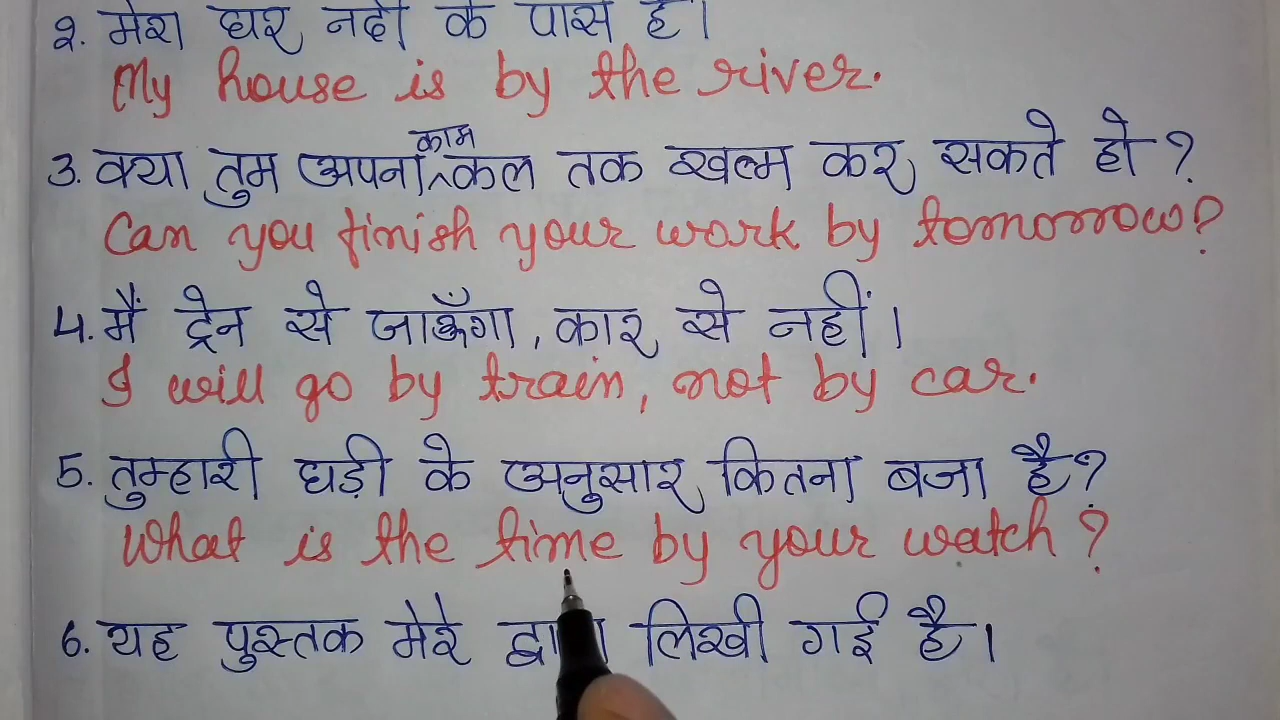 २. मेरा घर नदी के पास है।
My house is by the river.
3. क्या तुम अपना काम कल तक खत्म कर सकते हो?
Can you finish your work by tomorrow?
4. मैं ट्रेन से जाऊँगा, कार से नहीं।
I will go by train, not by car.
5. तुम्हारी घड़ी के अनुसार कितना बजा है?
What is the time by your watch?
6. यह पुस्तक मेरे द्वारा लिखी गई है।